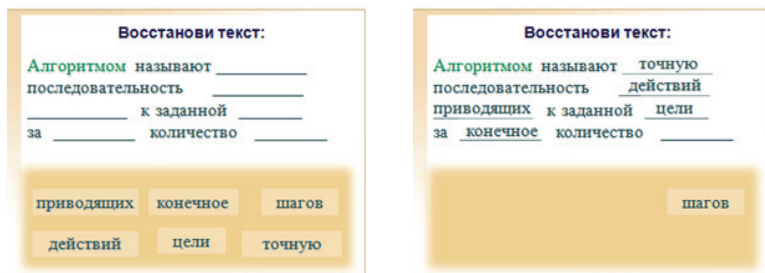 Восстанови текст:
Алгоритмом называют
последовательность
к заданной
за количество
приводящих конечное шагов
действий цели точную
Восстанови текст:
Алгоритмом называют точную
последовательность действий
приводящих к заданной цели
за конечное количество
шагов